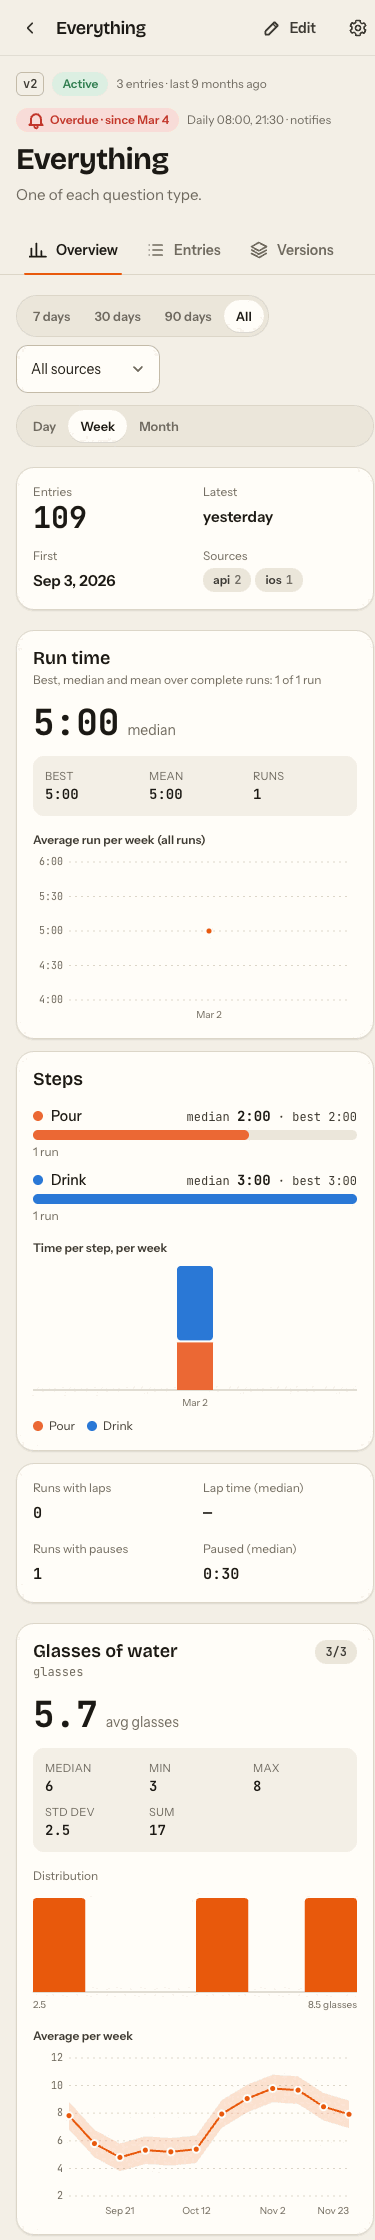 Everything
Edit
v2 Active 3 entries · last 9 months ago
Overdue · since Mar 4 Daily 08:00, 21:30 · notifies
Everything
One of each question type.
Overview Entries Versions
7 days 30 days 90 days All
All sources
Day Week Month
Entries Latest
109 yesterday
First Sources
Sep 3, 2026 api 2 ios 1
Run time
Best, median and mean over complete runs: 1 of 1 run
5:00 median
BEST MEAN RUNS
5:00 5:00 1
Average run per week (all runs)
6:00
5:30
5:00
4:30
4:00
Mar 2
Steps
Pour median 2:00 · best 2:00
1 run
Drink median 3:00 · best 3:00
1 run
Time per step, per week
Mar 2
Pour Drink
Runs with laps Lap time (median)
0 —
Runs with pauses Paused (median)
1 0:30
Glasses of water 3/3
glasses
5.7 avg glasses
MEDIAN MIN MAX
6 3 8
STD DEV SUM
2.5 17
Distribution
2.5 8.5 glasses
Average per week
12
10
8
6
4
2
Sep 21 Oct 12 Nov 2 Nov 23